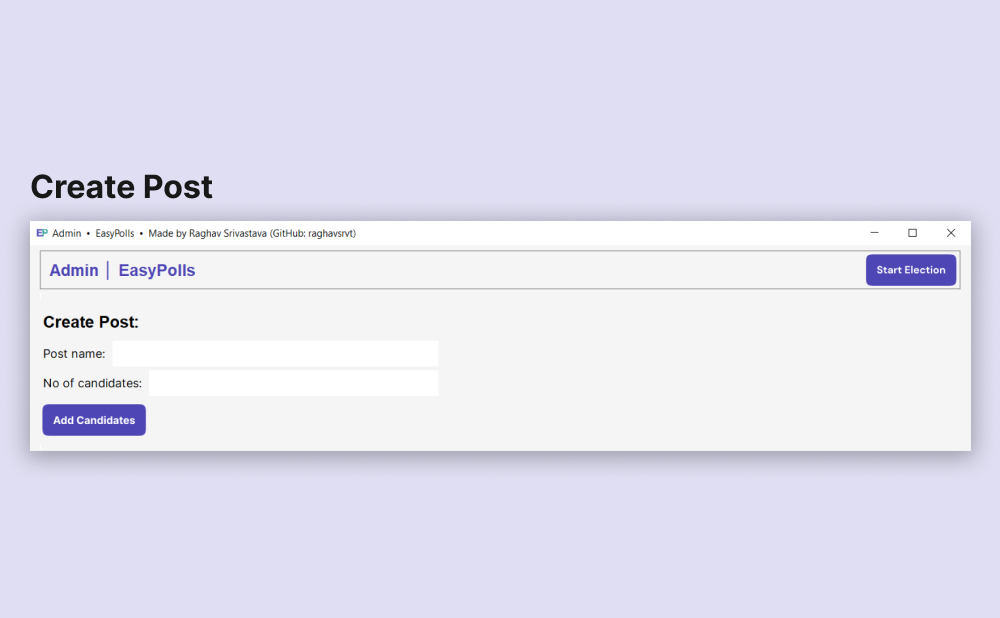 Create Post
EP Admin • EasyPolls • Made by Raghav Srivastava (GitHub: raghavsrvt)
Admin | EasyPolls
Start Election
Create Post:
Post name:
No of candidates:
Add Candidates